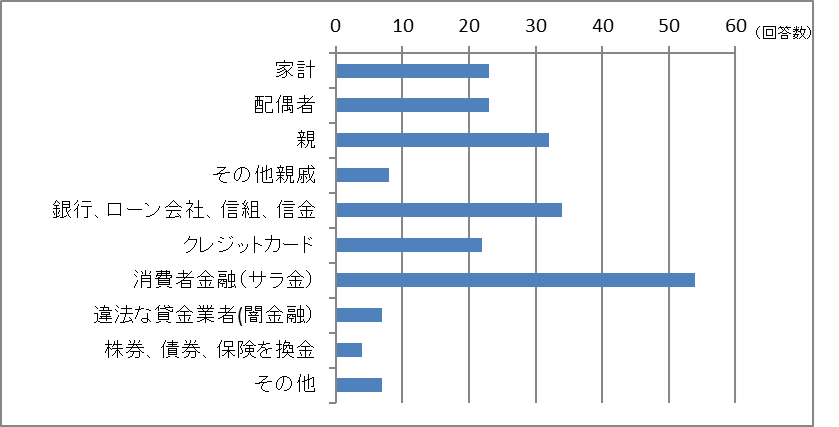 0 10 20 30 40 50 60 (回答数)
家計
配偶者
親
その他親戚
銀行、ローン会社、信組、信金
クレジットカード
消費者金融（サラ金）
違法な貸金業者(闇金融）
株券、債券、保険を換金
その他